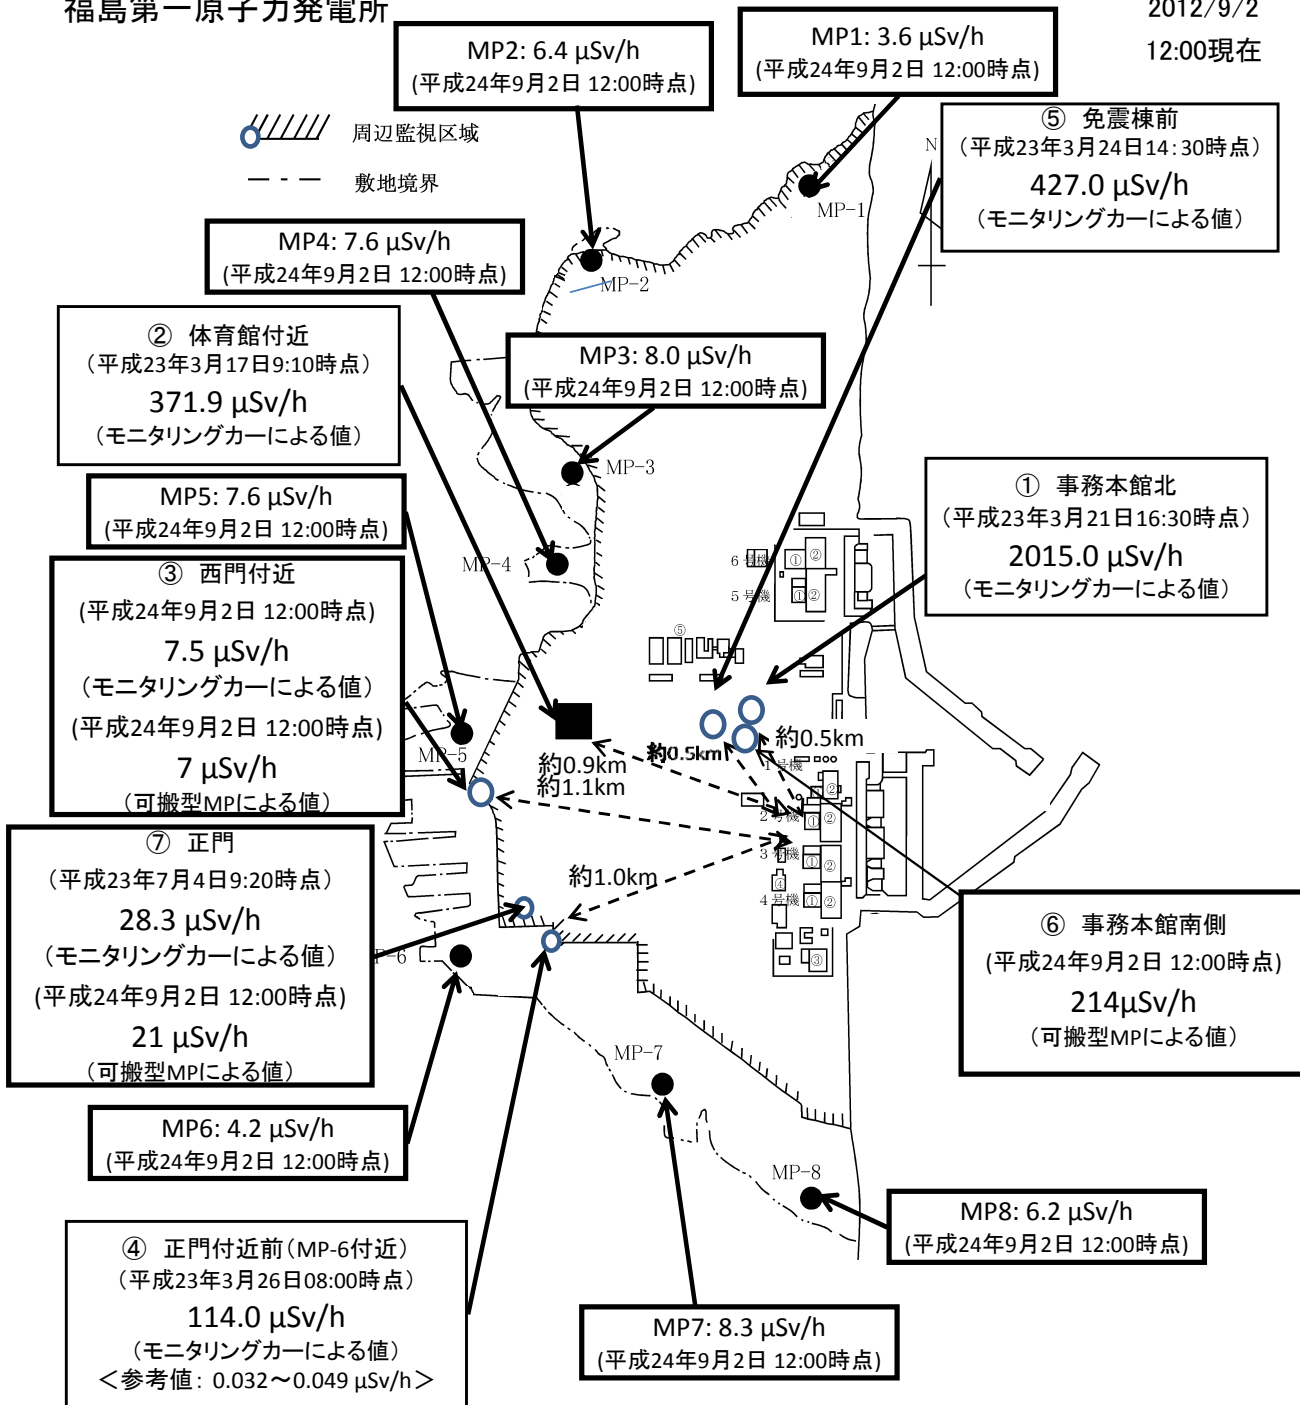 福島第一原子力発電所
2012/9/2
12:00現在
MP2: 6.4 μSv/h
(平成24年9月2日 12:00時点)
MP1: 3.6 μSv/h
(平成24年9月2日 12:00時点)
周辺監視区域
敷地境界
⑤ 免震棟前
(平成23年3月24日14:30時点)
427.0 μSv/h
(モニタリングカーによる値)
N
MP-1
MP4: 7.6 μSv/h
(平成24年9月2日 12:00時点)
MP-2
② 体育館付近
(平成23年3月17日9:10時点)
371.9 μSv/h
(モニタリングカーによる値)
MP3: 8.0 μSv/h
(平成24年9月2日 12:00時点)
MP-3
MP5: 7.6 μSv/h
(平成24年9月2日 12:00時点)
① 事務本館北
(平成23年3月21日16:30時点)
2015.0 μSv/h
(モニタリングカーによる値)
MP-4
6号機
①
②
5号機
①
②
③ 西門付近
(平成24年9月2日 12:00時点)
7.5 μSv/h
(モニタリングカーによる値)
(平成24年9月2日 12:00時点)
7 μSv/h
(可搬型MPによる値)
⑤
MP-5
約0.9km
約1.1km
約0.5km
約0.5km
1号機
②
2号機
①
②
3号機
①
②
④
4号機
①
②
③
約1.0km
⑦ 正門
(平成23年7月4日9:20時点)
28.3 μSv/h
(モニタリングカーによる値)
(平成24年9月2日 12:00時点)
21 μSv/h
(可搬型MPによる値)
P-6
⑥ 事務本館南側
(平成24年9月2日 12:00時点)
214μSv/h
(可搬型MPによる値)
MP-7
MP6: 4.2 μSv/h
(平成24年9月2日 12:00時点)
MP-8
MP8: 6.2 μSv/h
(平成24年9月2日 12:00時点)
④ 正門付近前(MP-6付近)
(平成23年3月26日08:00時点)
114.0 μSv/h
(モニタリングカーによる値)
<参考値: 0.032~0.049 μSv/h>
MP7: 8.3 μSv/h
(平成24年9月2日 12:00時点)